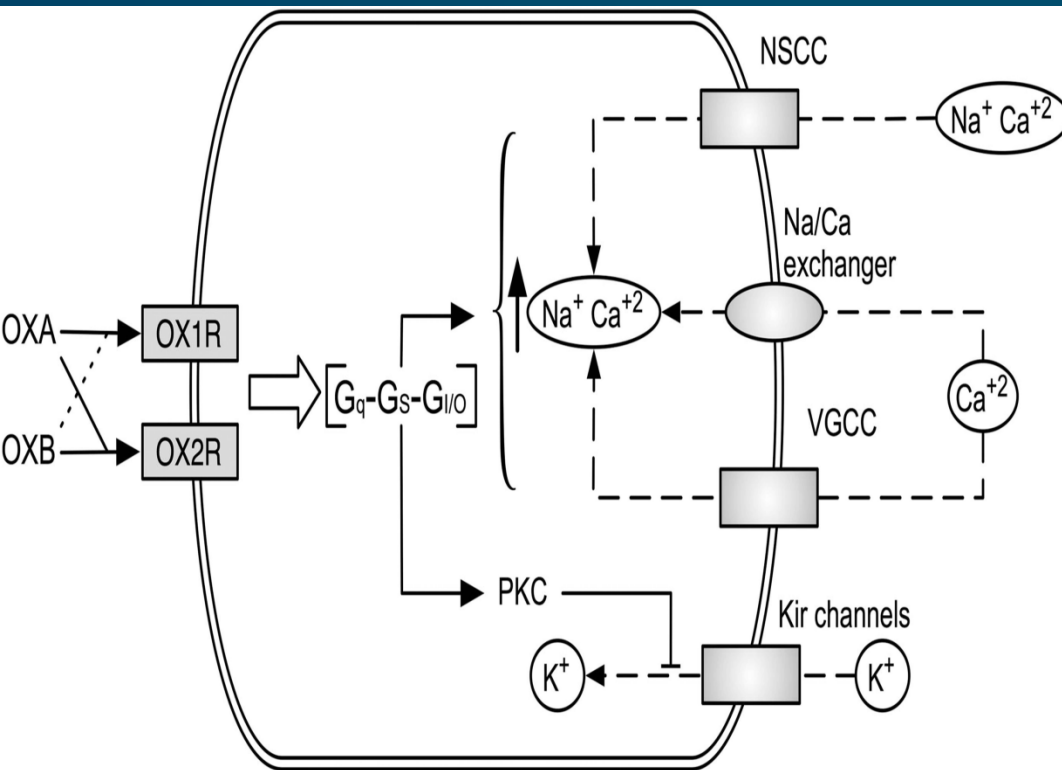 NSCC
Na⁺ Ca⁺²
Na/Ca
exchanger
OXA
OX1R
Na⁺ Ca⁺²
[Gq-GS-GI/O]
Ca⁺²
VGCC
OXB
OX2R
PKC
Kir channels
K⁺
K⁺